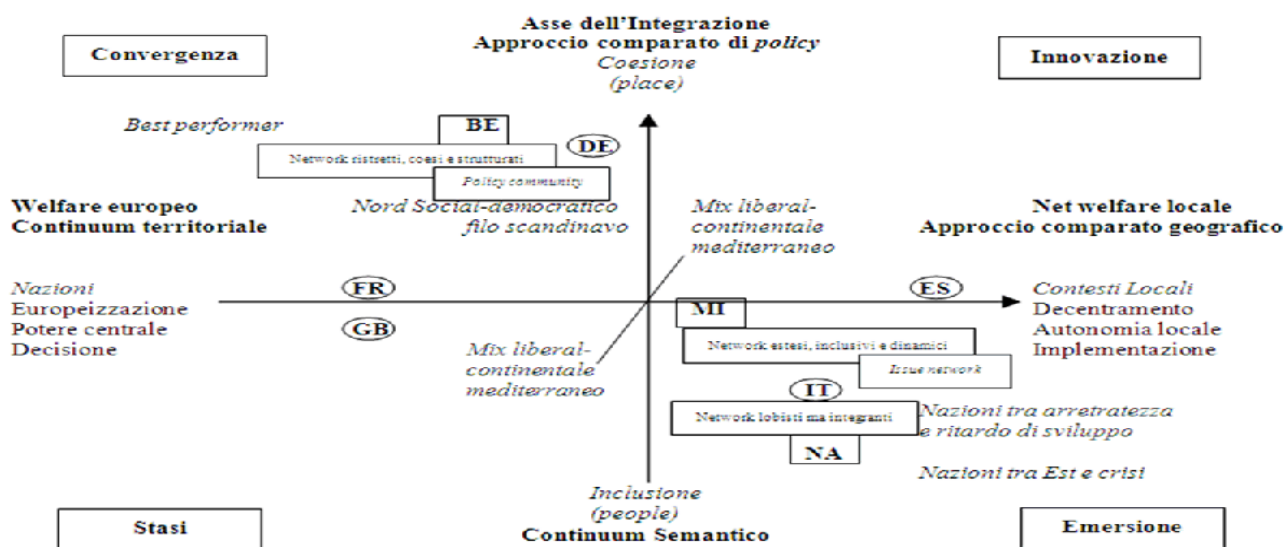 Asse dell'Integrazione
Approccio comparato di policy
Coesione
(place)
Convergenza
Innovazione
Best performer
BE
DE
Network ristretti, coesi e strutturati
Policy community
Welfare europeo
Continuum territoriale
Nord Social-democratico
filo scandinavo
Mix liberal-
continentale
mediterraneo
Net welfare locale
Approccio comparato geografico
Nazioni
Europeizzazione
Potere centrale
Decisione
FR
GB
ES
Contesti Locali
Decentramento
Autonomia locale
Implementazione
MI
Network estesi, inclusivi e dinamici
Issue network
Mix liberal-
continentale
mediterraneo
IT
Network lobisti ma integranti
NA
Nazioni tra arretratezza
e ritardo di sviluppo
Nazioni tra Est e crisi
Inclusione
(people)
Continuum Semantico
Stasi
Emersione